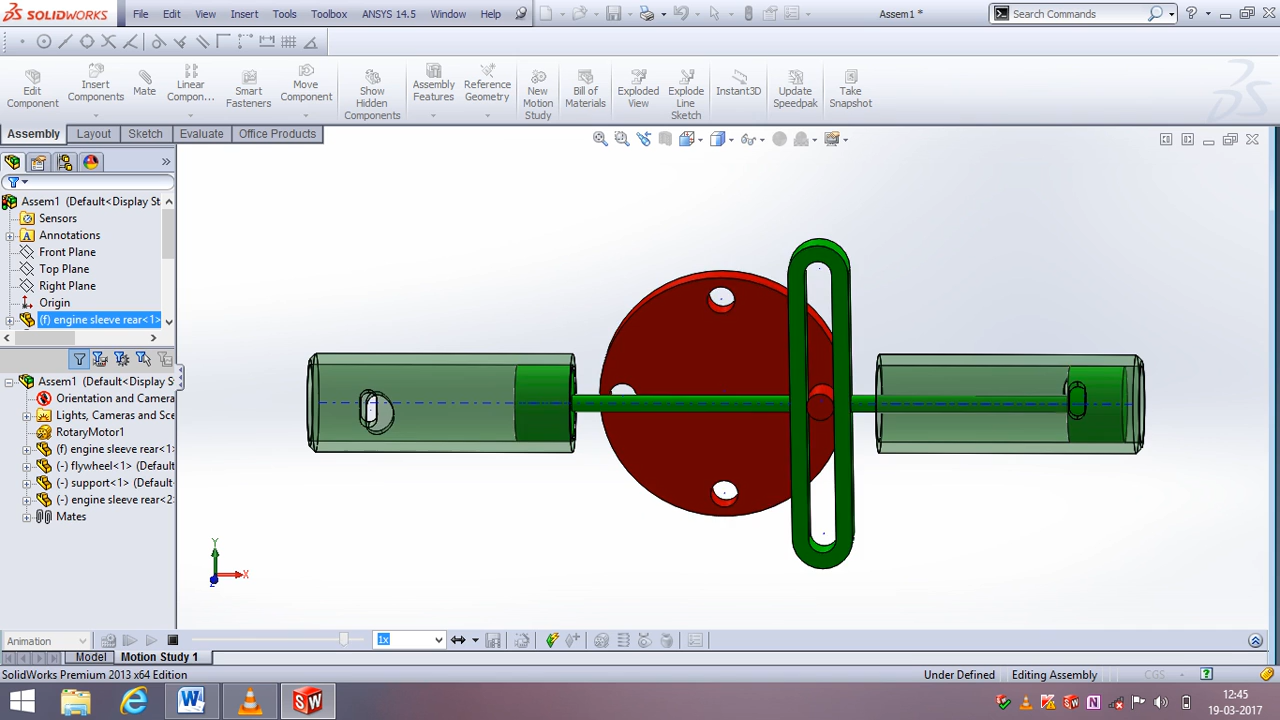 SOLIDWORKS File Edit View Insert Tools Toolbox ANSYS 14.5 Window Help Assem1 * Search Commands
Edit Component
Insert Components
Mate
Linear Compon...
Smart Fasteners
Move Component
Show Hidden Components
Assembly Features
Reference Geometry
New Motion Study
Bill of Materials
Exploded View
Explode Line Sketch
Instant3D
Update Speedpak
Take Snapshot
Assembly Layout Sketch Evaluate Office Products
Assem1 (Default<Display St
Sensors
Annotations
Front Plane
Top Plane
Right Plane
Origin
(f) engine sleeve rear<1>
Assem1 (Default<Display S
Orientation and Camera
Lights, Cameras and Sce
RotaryMotor1
(f) engine sleeve rear<1
(-) flywheel<1> (Default
(-) support<1> (Default
(-) engine sleeve rear<2
Mates
Y
X
Z
Animation 1x
Model Motion Study 1
SolidWorks Premium 2013 x64 Edition Under Defined Editing Assembly CGS
12:45
19-03-2017